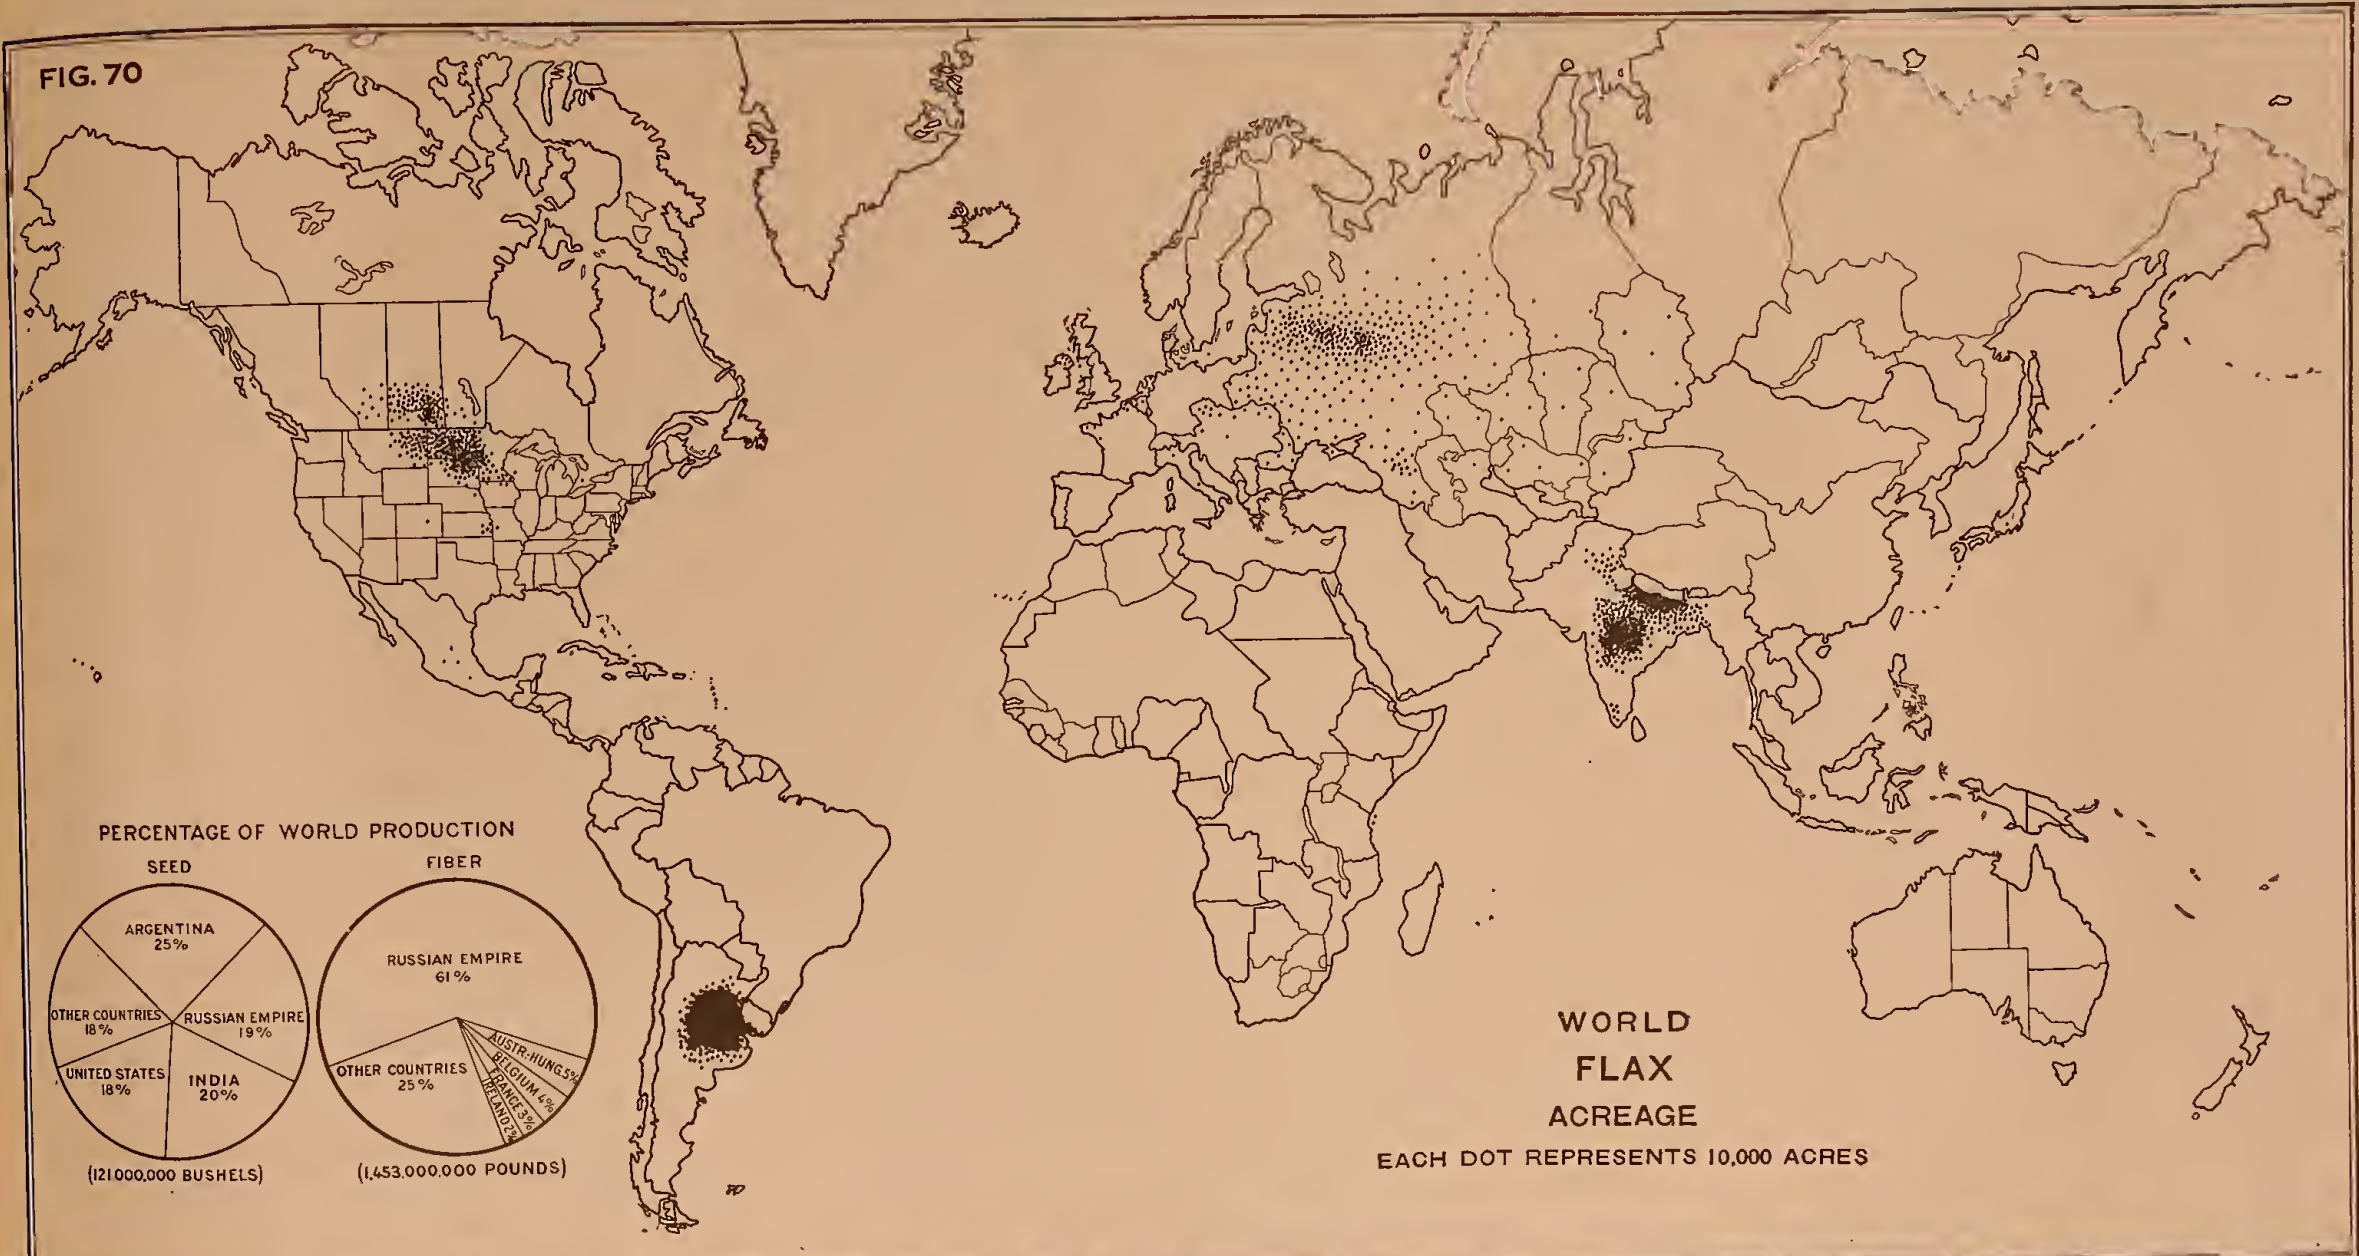 FIG. 70
PERCENTAGE OF WORLD PRODUCTION
SEED
ARGENTINA
25%
OTHER COUNTRIES
18%
RUSSIAN EMPIRE
19%
UNITED STATES
18%
INDIA
20%
(121000,000 BUSHELS)
FIBER
RUSSIAN EMPIRE
61%
OTHER COUNTRIES
25%
AUSTR.-HUNG.5%
BELGIUM 4%
FRANCE 3%
IRELAND 2%
(1,453,000,000 POUNDS)
WORLD
FLAX
ACREAGE
EACH DOT REPRESENTS 10,000 ACRES